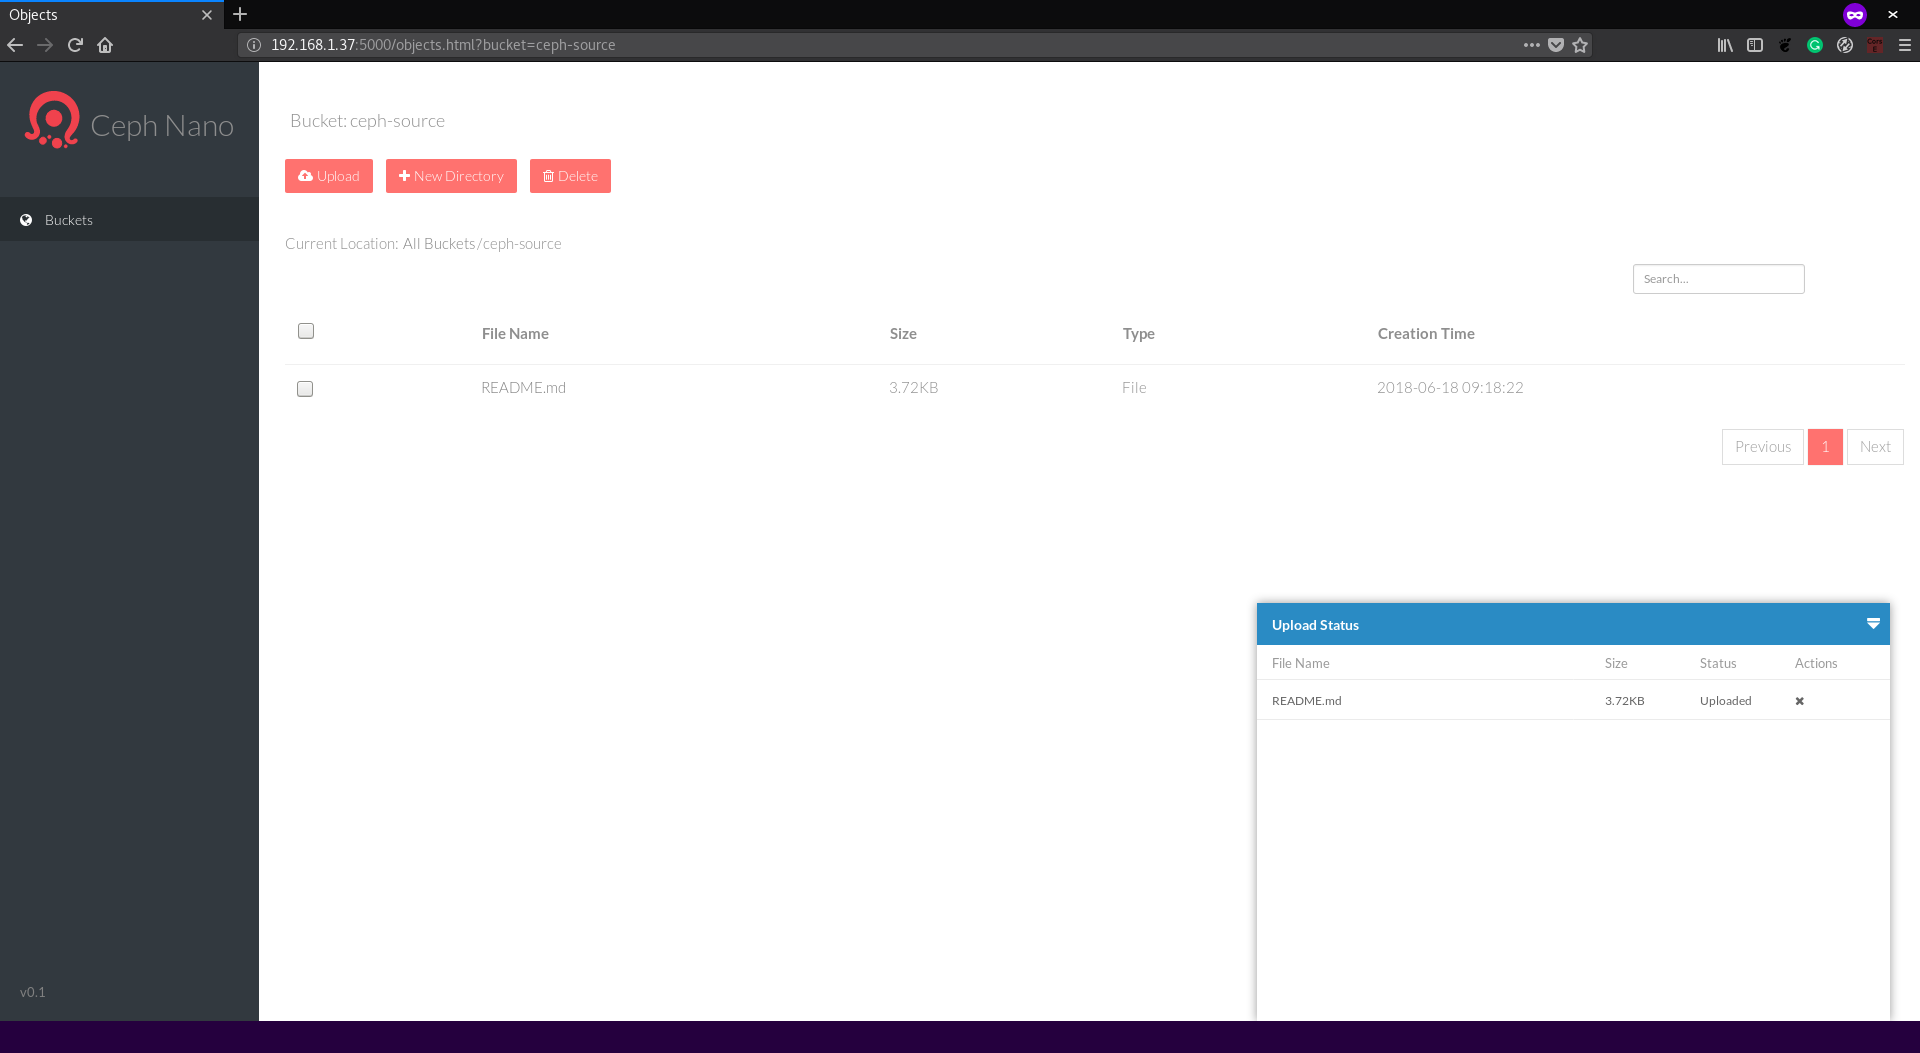 Objects
192.168.1.37:5000/objects.html?bucket=ceph-source
Ceph Nano
Buckets
v0.1
Bucket: ceph-source
Upload
New Directory
Delete
Current Location: All Buckets/ceph-source
Search...
File Name Size Type Creation Time
README.md 3.72KB File 2018-06-18 09:18:22
Previous 1 Next
Upload Status
File Name Size Status Actions
README.md 3.72KB Uploaded